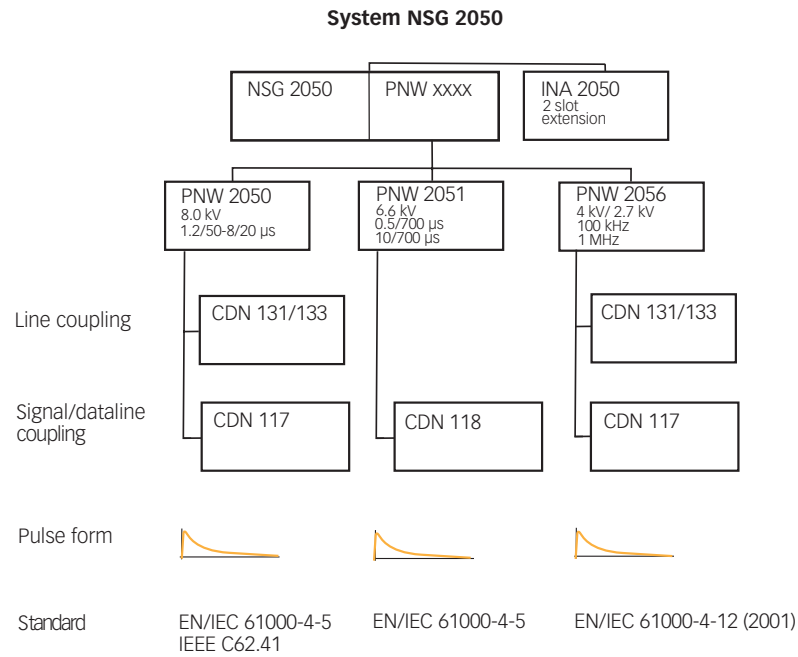 System NSG 2050
NSG 2050
PNW xxxx
INA 2050
2 slot
extension
PNW 2050
8.0 kV
1.2/50-8/20 µs
PNW 2051
6.6 kV
0.5/700 µs
10/700 µs
PNW 2056
4 kV/ 2.7 kV
100 kHz
1 MHz
Line coupling
CDN 131/133
CDN 131/133
Signal/dataline
coupling
CDN 117
CDN 118
CDN 117
Pulse form
Standard
EN/IEC 61000-4-5
IEEE C62.41
EN/IEC 61000-4-5
EN/IEC 61000-4-12 (2001)